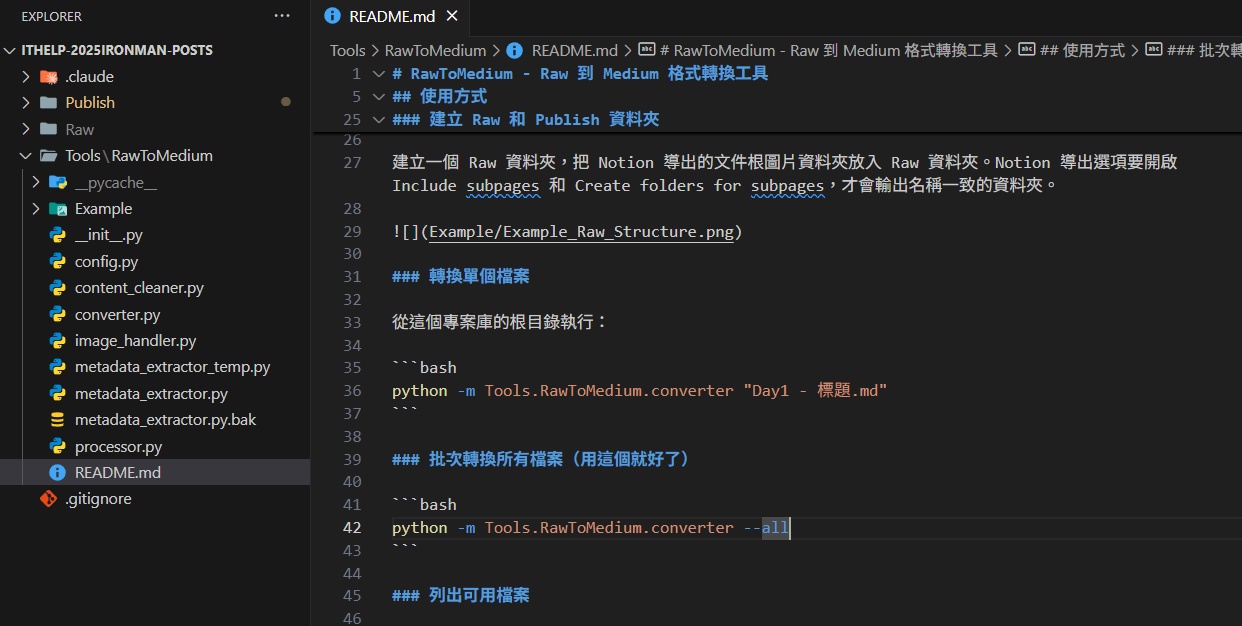 EXPLORER
ITHELP-2025IRONMAN-POSTS
.claude
Publish
Raw
Tools\RawToMedium
__pycache__
Example
__init__.py
config.py
content_cleaner.py
converter.py
image_handler.py
metadata_extractor_temp.py
metadata_extractor.py
metadata_extractor.py.bak
processor.py
README.md
.gitignore
README.md
Tools > RawToMedium > README.md > # RawToMedium - Raw 到 Medium 格式轉換工具 > ## 使用方式 > ### 批次轉
1 # RawToMedium - Raw 到 Medium 格式轉換工具
5 ## 使用方式
25 ### 建立 Raw 和 Publish 資料夾
26
27 建立一個 Raw 資料夾，把 Notion 導出的文件根圖片資料夾放入 Raw 資料夾。Notion 導出選項要開啟
Include subpages 和 Create folders for subpages，才會輸出名稱一致的資料夾。
28
29 ![](Example/Example_Raw_Structure.png)
30
31 ### 轉換單個檔案
32
33 從這個專案庫的根目錄執行：
34
35 ```bash
36 python -m Tools.RawToMedium.converter "Day1 - 標題.md"
37 ```
38
39 ### 批次轉換所有檔案（用這個就好了）
40
41 ```bash
42 python -m Tools.RawToMedium.converter --all
43 ```
44
45 ### 列出可用檔案
46